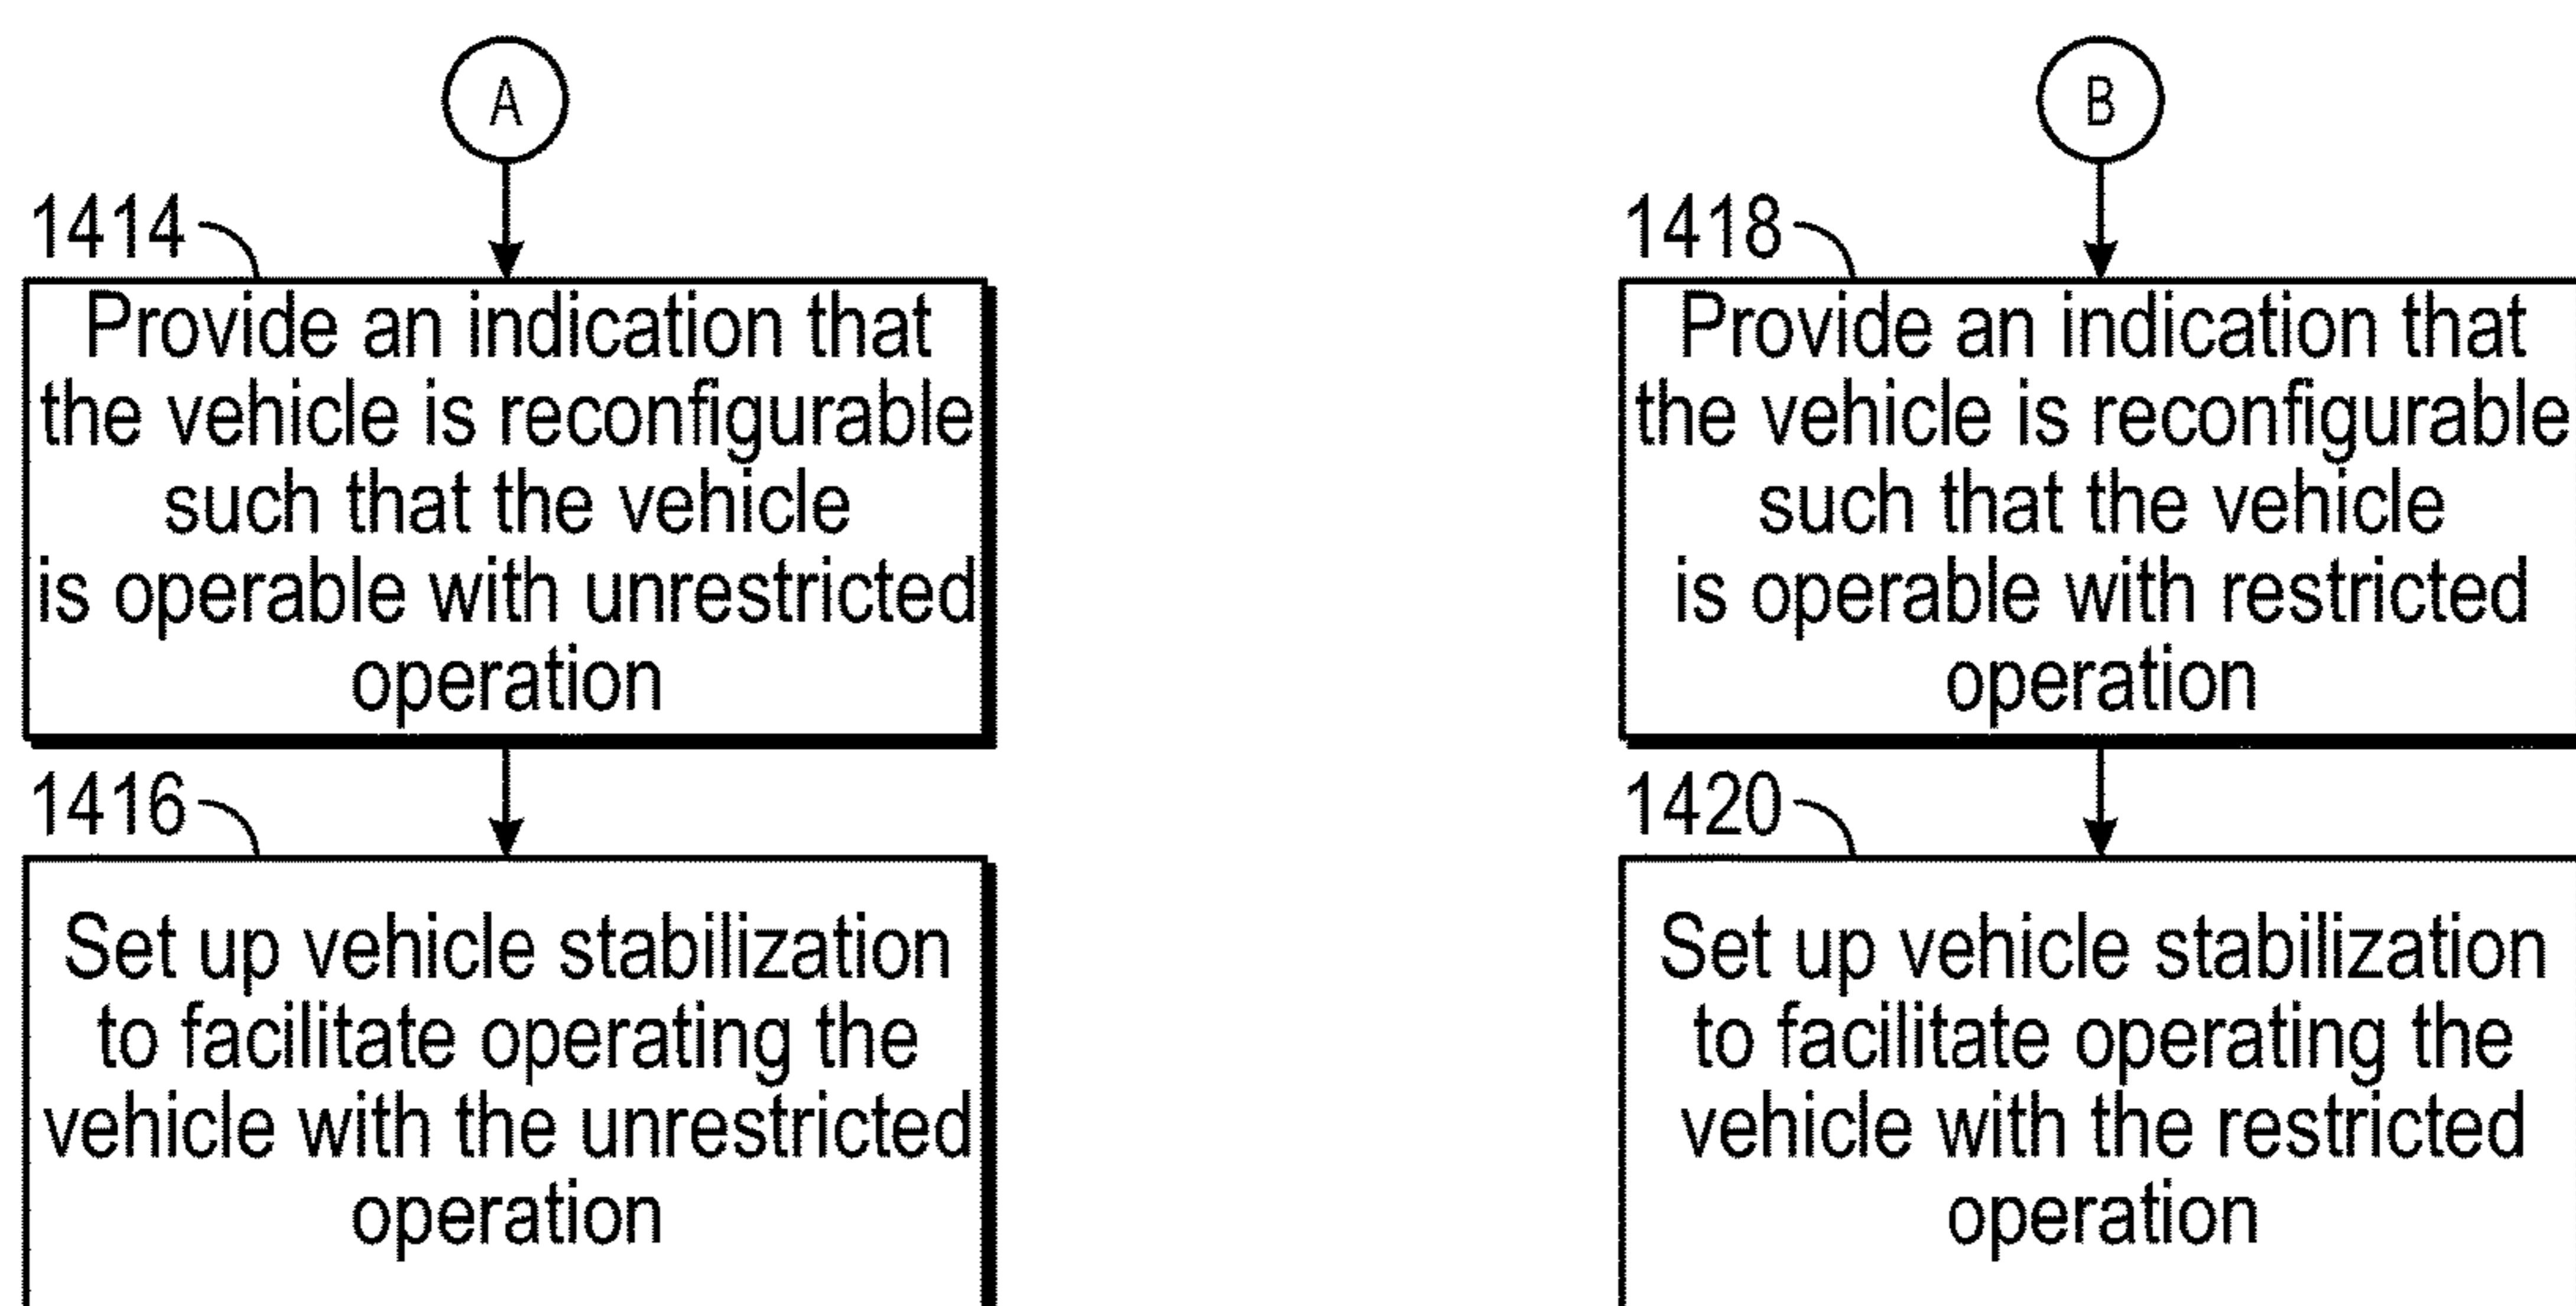 A
1414
Provide an indication that
the vehicle is reconfigurable
such that the vehicle
is operable with unrestricted
operation
1416
Set up vehicle stabilization
to facilitate operating the
vehicle with the unrestricted
operation
B
1418
Provide an indication that
the vehicle is reconfigurable
such that the vehicle
is operable with restricted
operation
1420
Set up vehicle stabilization
to facilitate operating the
vehicle with the restricted
operation